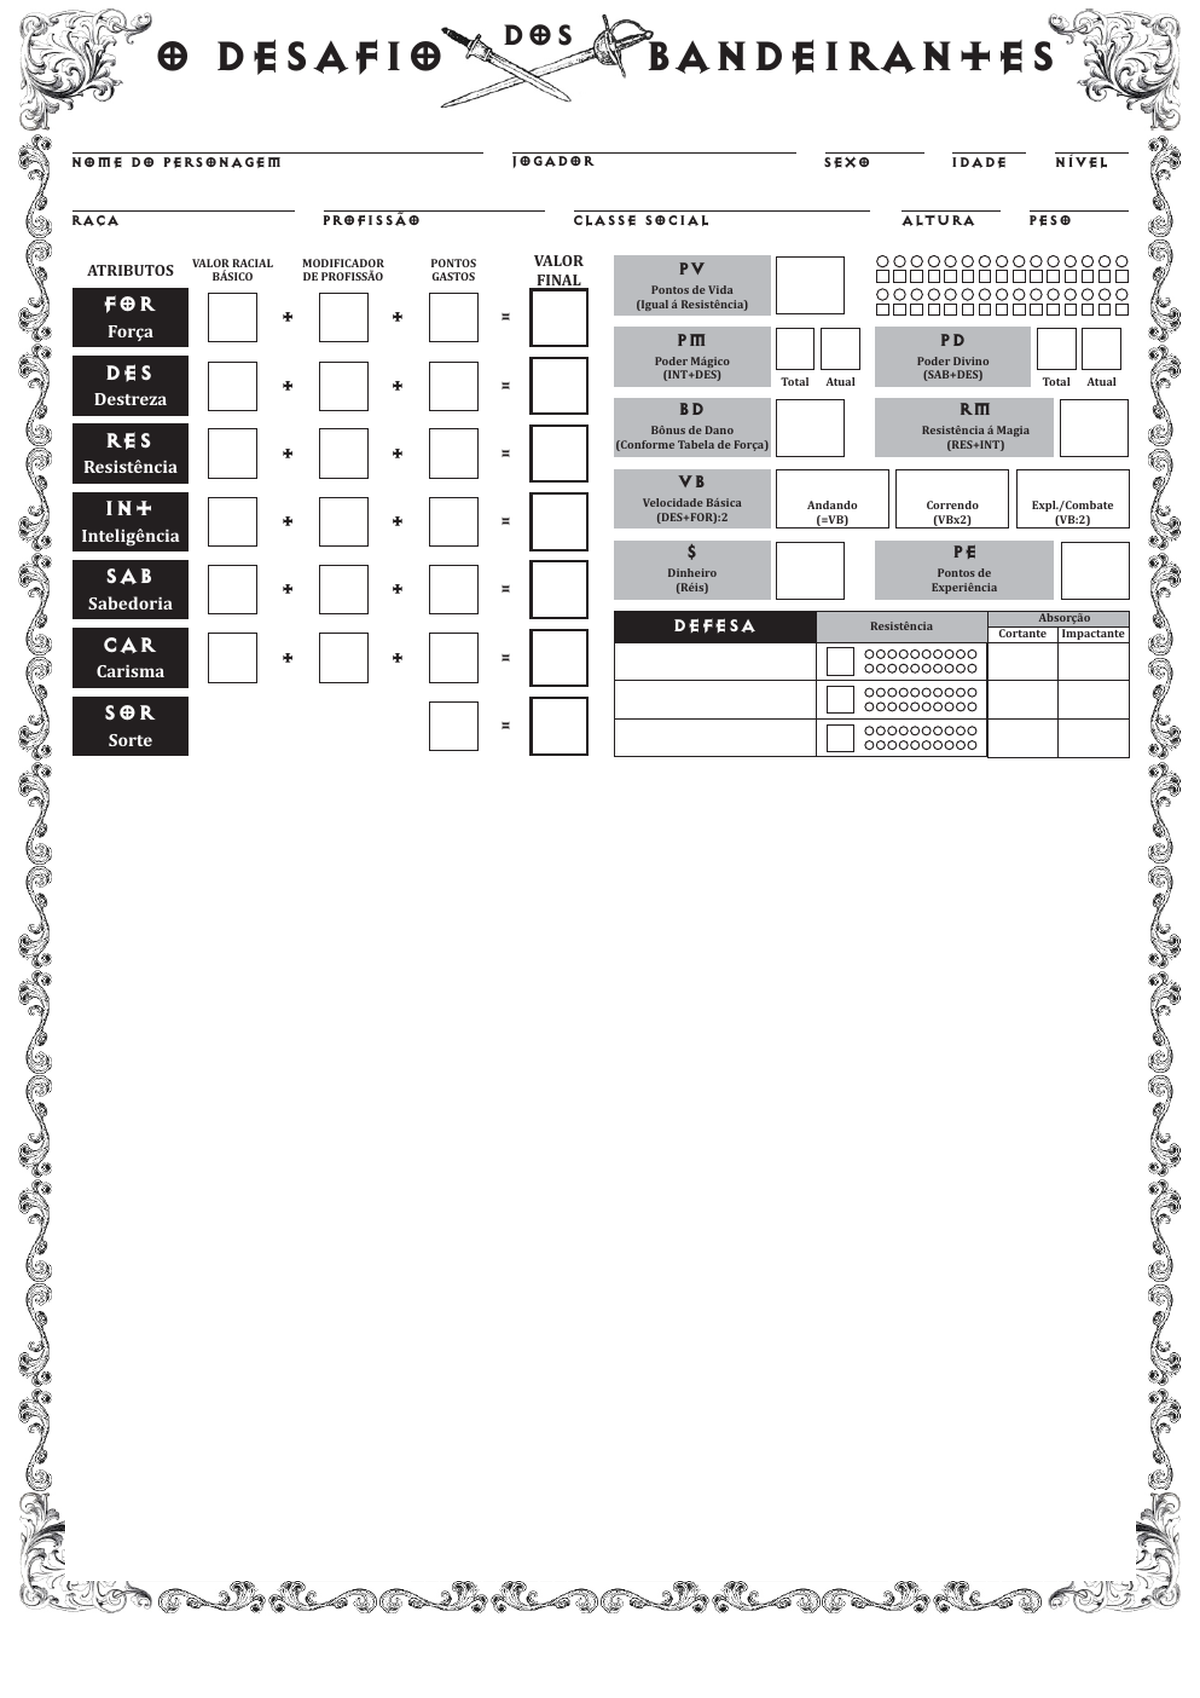 O DESAFIO DOS BANDEIRANTES
NOME DO PERSONAGEM JOGADOR SEXO IDADE NÍVEL
RAÇA PROFISSÃO CLASSE SOCIAL ALTURA PESO
ATRIBUTOS
VALOR RACIAL
BÁSICO
MODIFICADOR
DE PROFISSÃO
PONTOS
GASTOS
VALOR
FINAL
FOR
Força
+ + =
DES
Destreza
+ + =
RES
Resistência
+ + =
INT
Inteligência
+ + =
SAB
Sabedoria
+ + =
CAR
Carisma
+ + =
SOR
Sorte
=
PV
Pontos de Vida
(Igual á Resistência)
PM
Poder Mágico
(INT+DES)
Total Atual
PD
Poder Divino
(SAB+DES)
Total Atual
BD
Bônus de Dano
(Conforme Tabela de Força)
RM
Resistência á Magia
(RES+INT)
VB
Velocidade Básica
(DES+FOR):2
Andando
(=VB)
Correndo
(VBx2)
Expl./Combate
(VB:2)
$
Dinheiro
(Réis)
PE
Pontos de
Experiência
DEFESA
Resistência
Absorção
Cortante Impactante